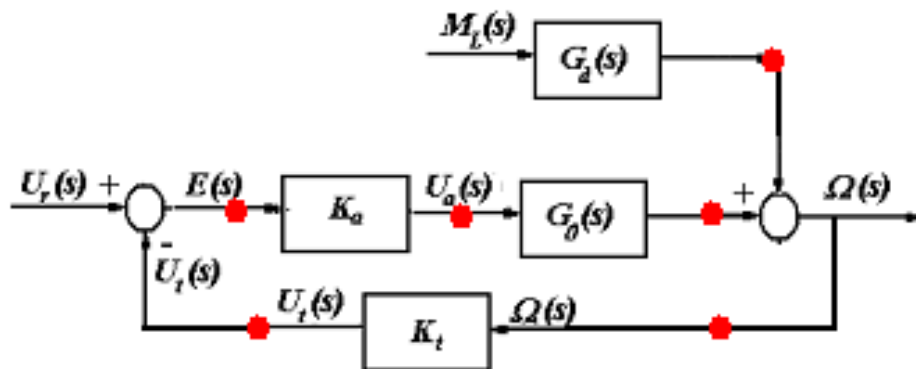 M_L(s)
G_d(s)
U_r(s) +
E(s)
K_a
U_a(s)
G_0(s)
+
Ω(s)
-
U_t(s)
U_t(s)
K_t
Ω(s)